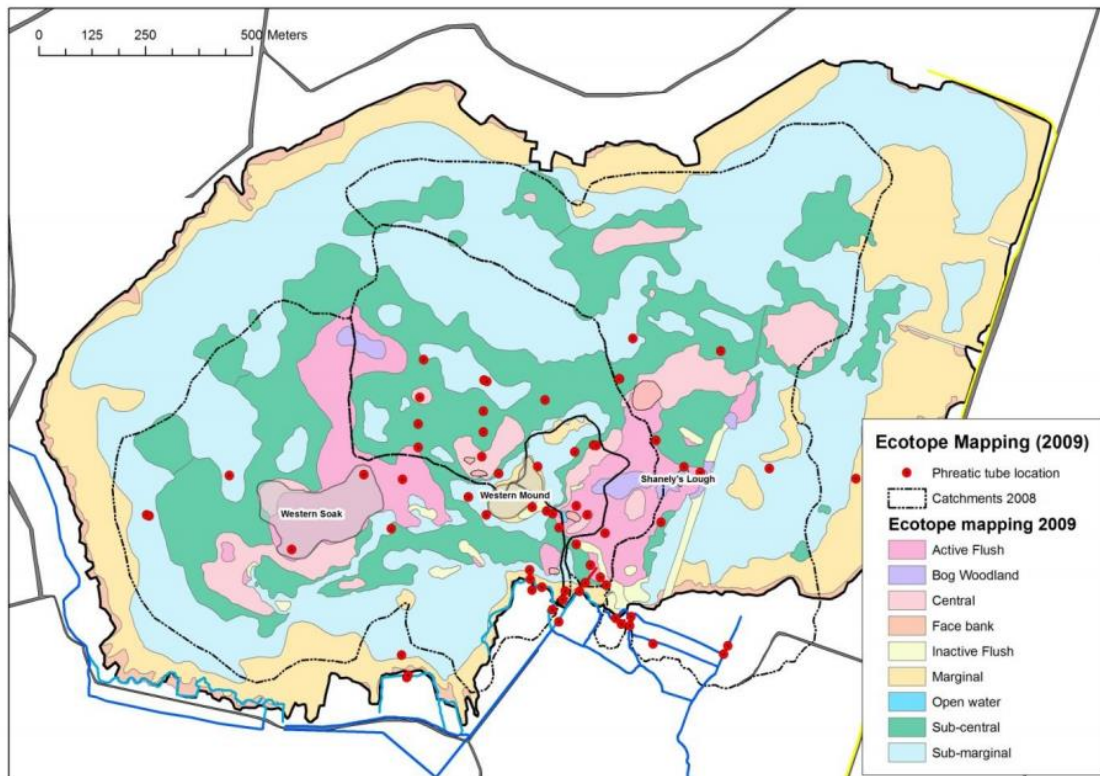 0 125 250 500 Meters
Western Soak
Western Mound
Shanely's Lough
Ecotope Mapping (2009)
Phreatic tube location
Catchments 2008
Ecotope mapping 2009
Active Flush
Bog Woodland
Central
Face bank
Inactive Flush
Marginal
Open water
Sub-central
Sub-marginal